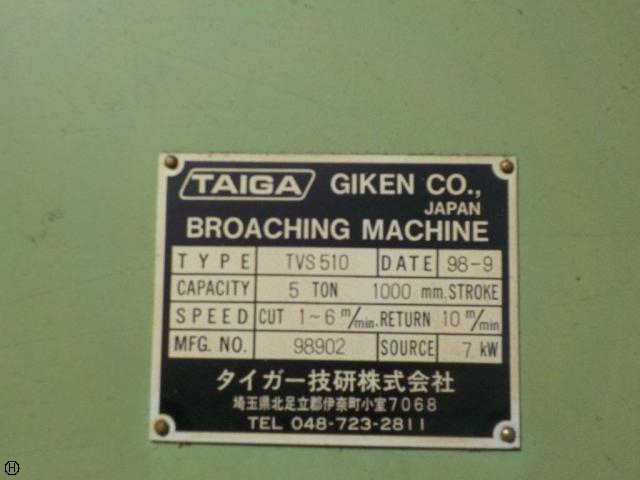 TAIGA GIKEN CO.,
JAPAN
BROACHING MACHINE
TYPE TVS510 DATE 98-9
CAPACITY 5 TON 1000 mm. STROKE
SPEED CUT 1~6 m/min. RETURN 10 m/min
MFG. NO. 98902 SOURCE 7 kW
タイガー技研株式会社
埼玉県北足立郡伊奈町小室7068
TEL 048-723-2811
H